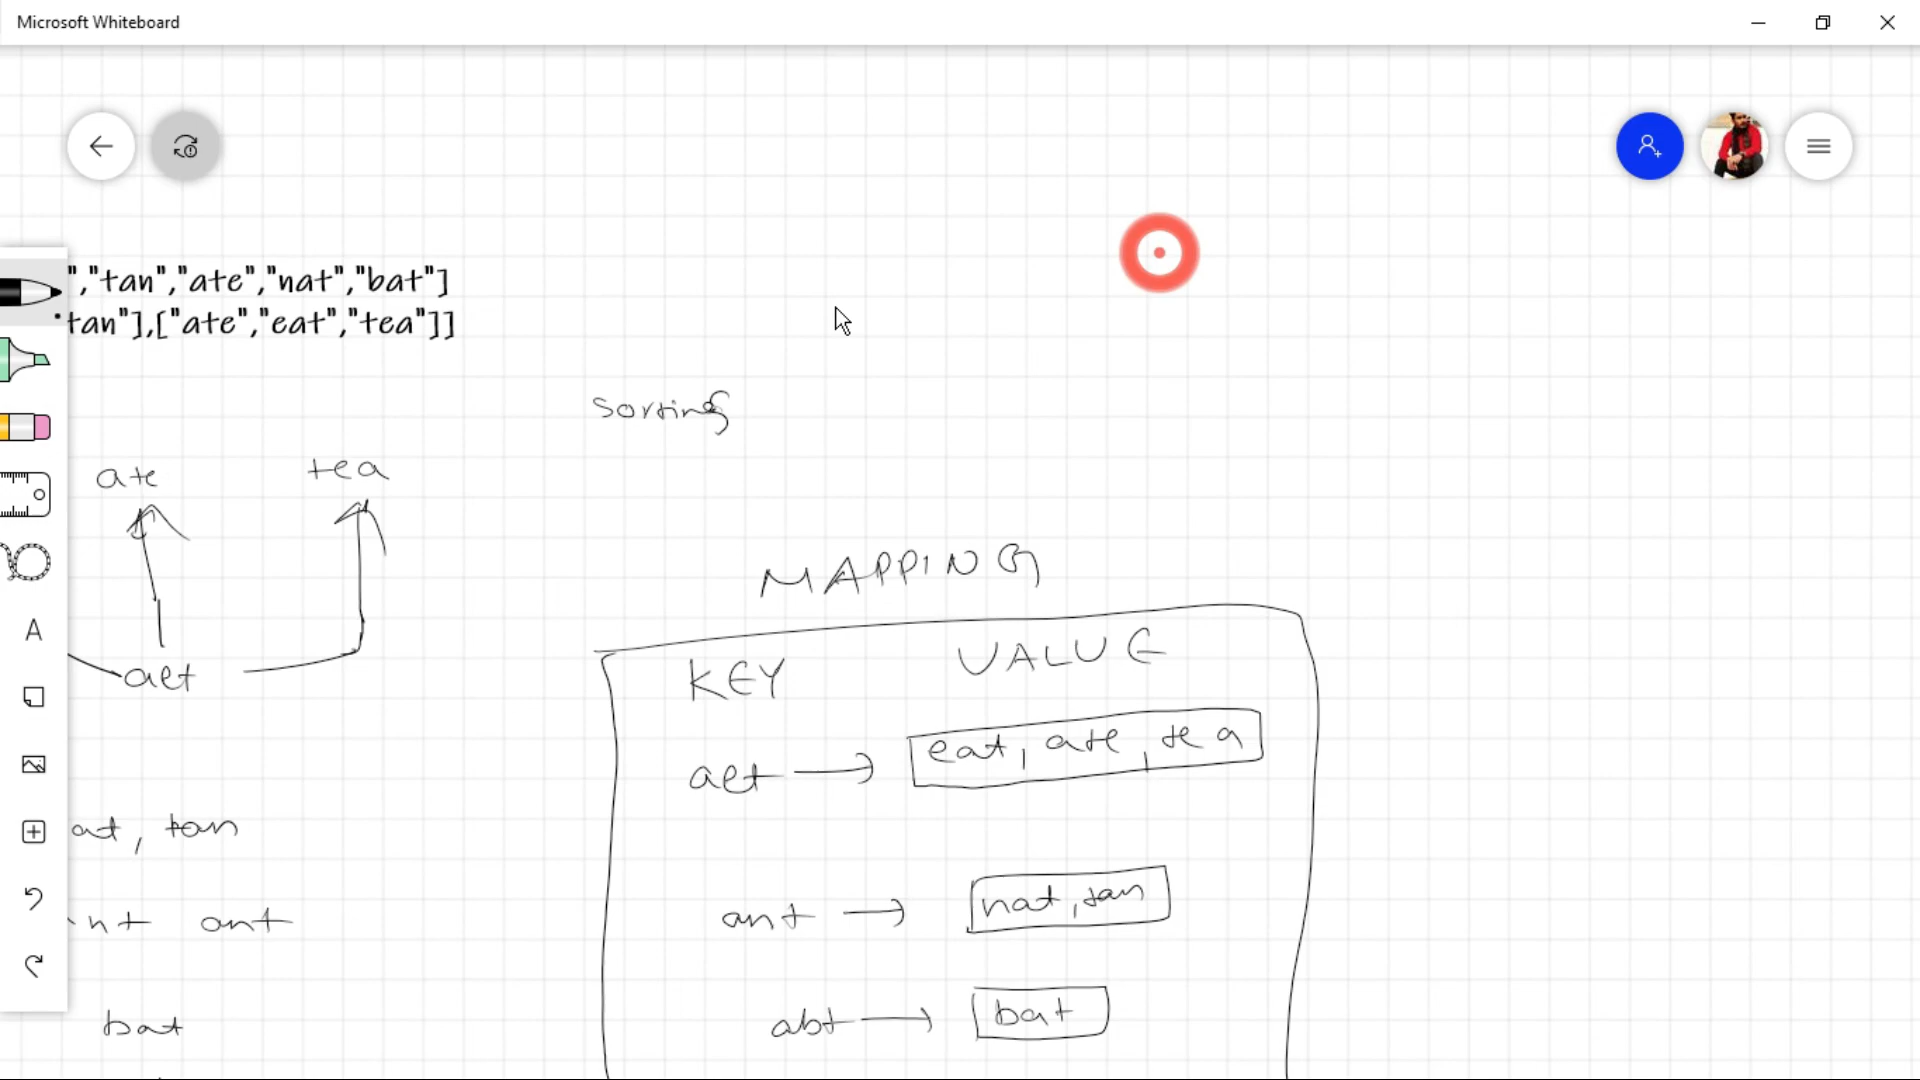 Microsoft Whiteboard
","tan","ate","nat","bat"]
tan"],["ate","eat","tea"]]
sorting
ate tea
MAPPING
KEY VALUE
aet
aet → eat, ate, tea
at, tan
ant → nat, tan
nt ant
abt → bat
bat
A